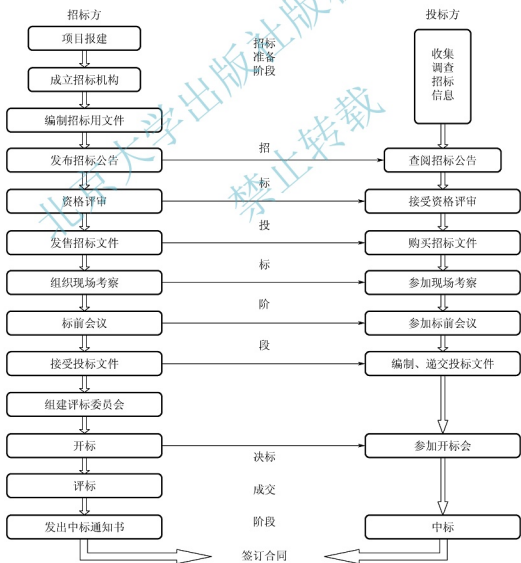 招标方
投标方
项目报建
招标
准备
阶段
收集
调查
招标
信息
成立招标机构
编制招标用文件
发布招标公告
招
查阅招标公告
标
资格评审
接受资格评审
投
发售招标文件
购买招标文件
标
组织现场考察
参加现场考察
阶
标前会议
参加标前会议
段
接受投标文件
编制、递交投标文件
组建评标委员会
开标
参加开标会
决标
评标
成交
发出中标通知书
阶段
中标
签订合同
北京大学出版社版权
禁止转载